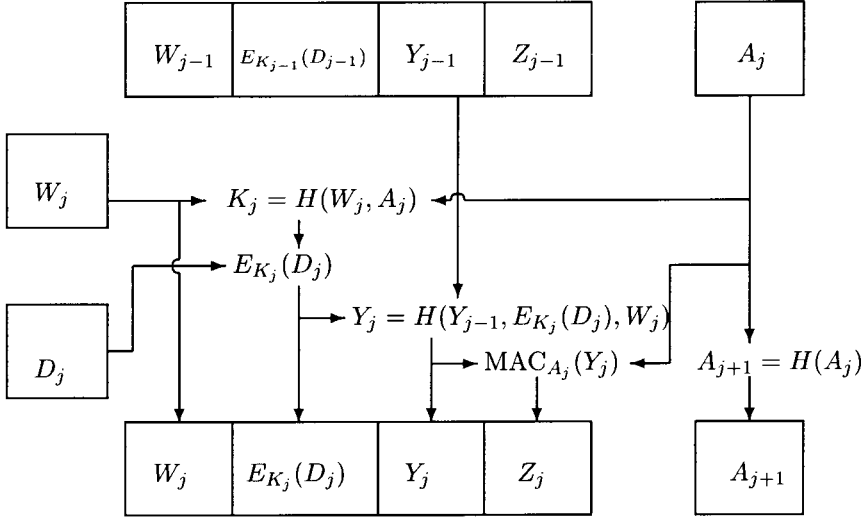 W_{j-1} E_{K_{j-1}}(D_{j-1}) Y_{j-1} Z_{j-1} A_j
W_j
K_j = H(W_j, A_j)
E_{K_j}(D_j)
Y_j = H(Y_{j-1}, E_{K_j}(D_j), W_j)
D_j
MAC_{A_j}(Y_j)
A_{j+1} = H(A_j)
W_j E_{K_j}(D_j) Y_j Z_j A_{j+1}